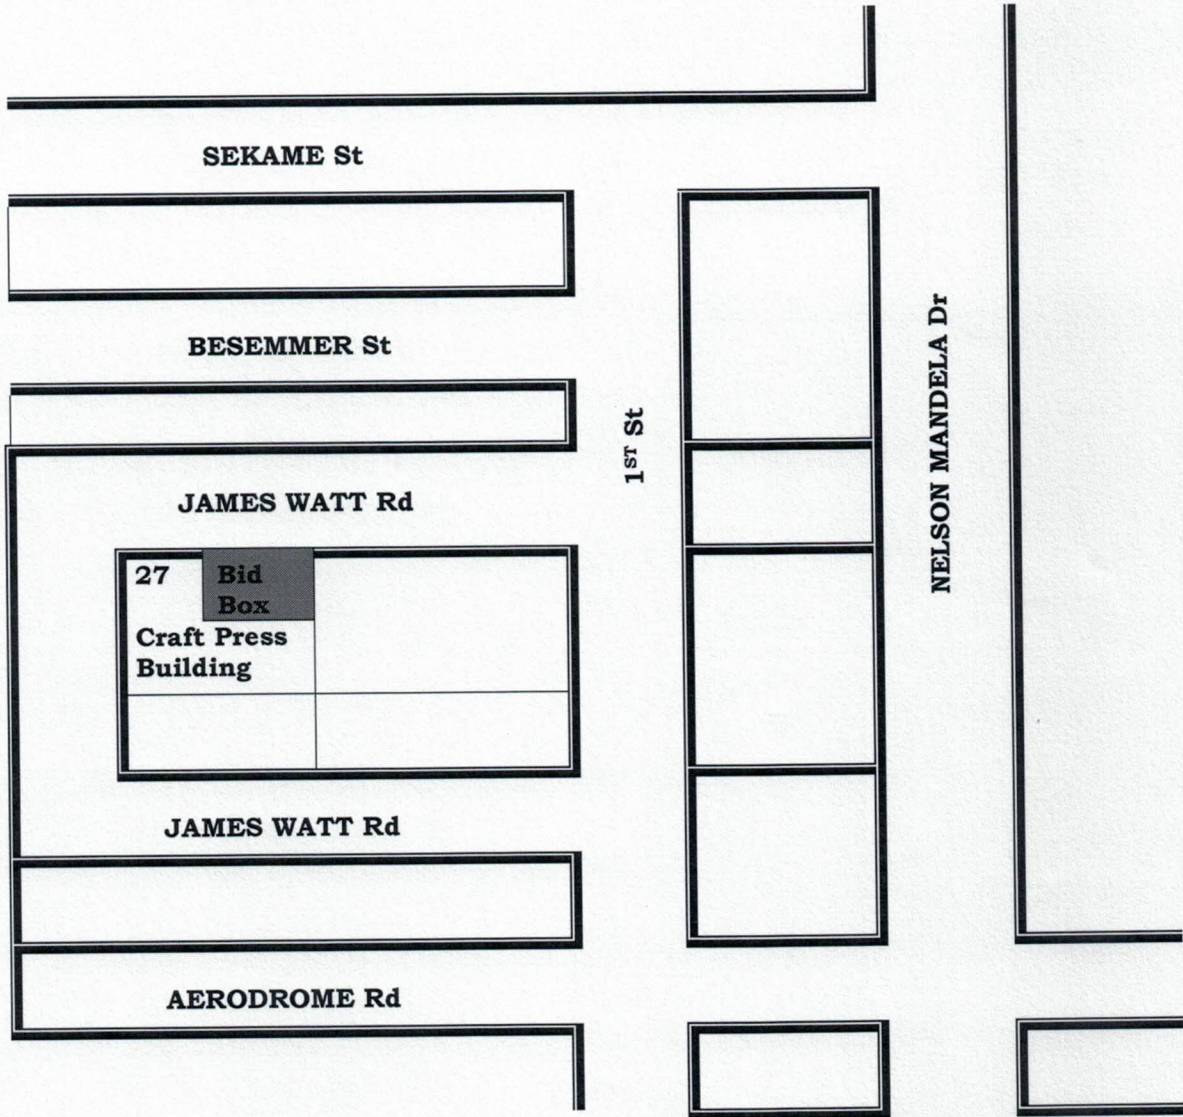 SEKAME St
BESEMMER St
1ST St
NELSON MANDELA Dr
JAMES WATT Rd
27
Bid
Box
Craft Press
Building
JAMES WATT Rd
AERODROME Rd